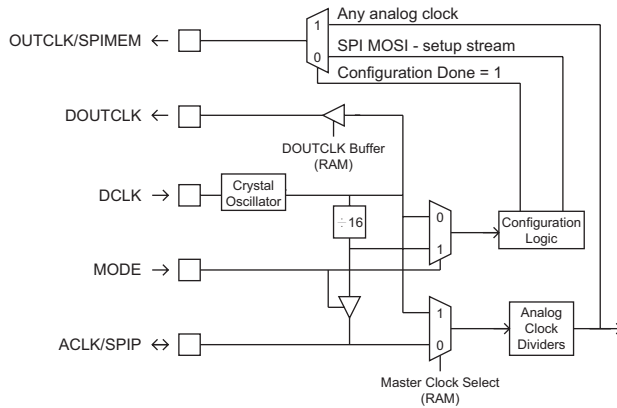 Any analog clock
OUTCLK/SPIMEM
1
0
SPI MOSI - setup stream
Configuration Done = 1
DOUTCLK
DOUTCLK Buffer
(RAM)
DCLK
Crystal
Oscillator
÷16
0
1
Configuration
Logic
MODE
ACLK/SPIP
1
0
Analog
Clock
Dividers
Master Clock Select
(RAM)